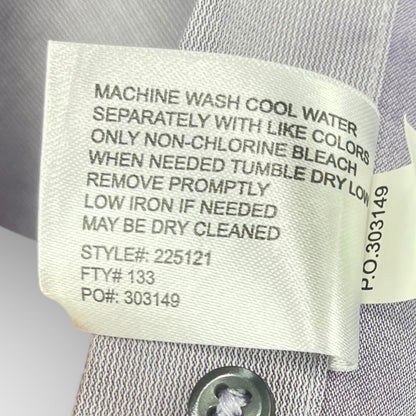 MACHINE WASH COOL WATER
SEPARATELY WITH LIKE COLORS
ONLY NON-CHLORINE BLEACH
WHEN NEEDED TUMBLE DRY LOW
REMOVE PROMPTLY
LOW IRON IF NEEDED
MAY BE DRY CLEANED
STYLE#: 225121
FTY# 133
PO#: 303149
P.O.303149